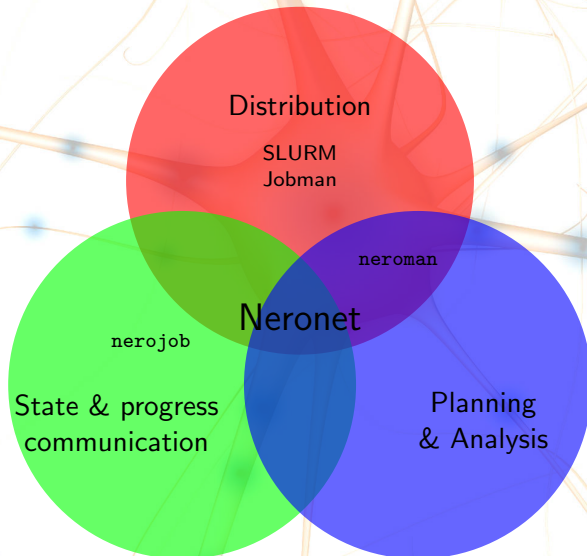 Distribution
SLURM
Jobman
neroman
Neronet
nerojob
State & progress
communication
Planning
& Analysis